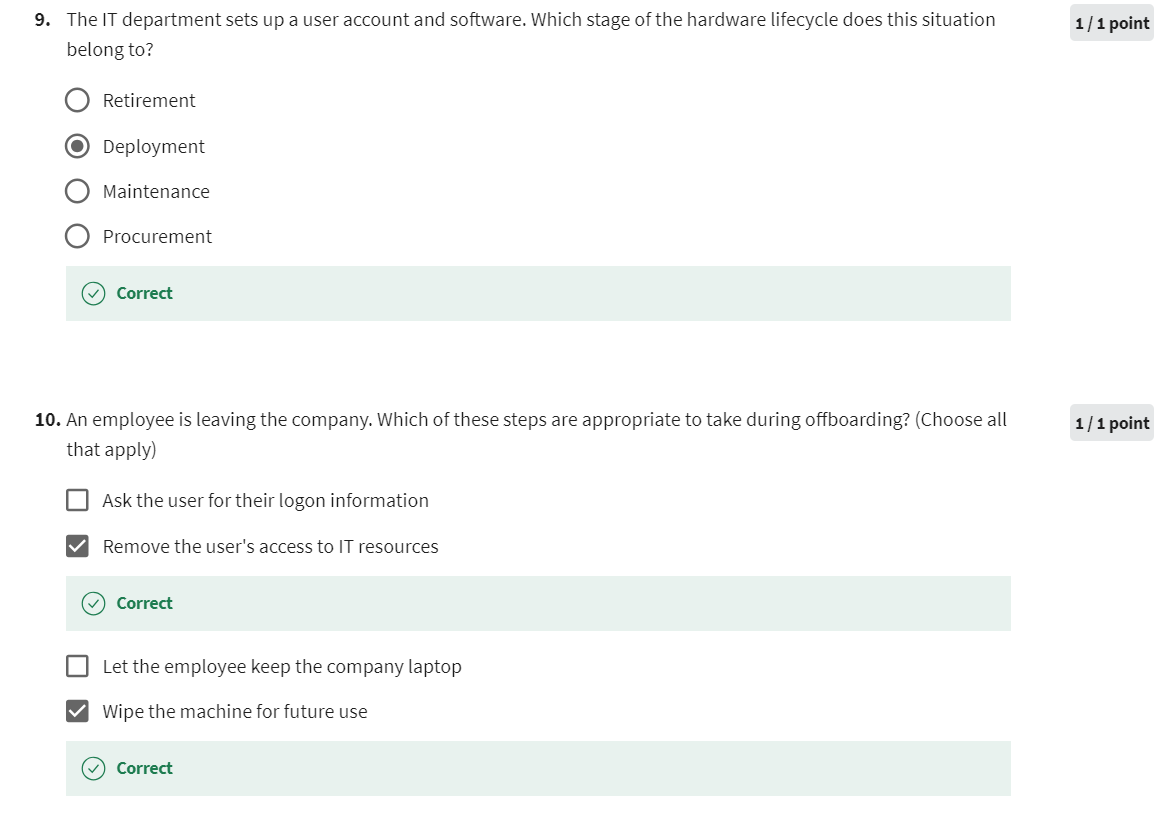 9. The IT department sets up a user account and software. Which stage of the hardware lifecycle does this situation
1 / 1 point
belong to?
Retirement
Deployment
Maintenance
Procurement
Correct
10. An employee is leaving the company. Which of these steps are appropriate to take during offboarding? (Choose all
1 / 1 point
that apply)
Ask the user for their logon information
Remove the user's access to IT resources
Correct
Let the employee keep the company laptop
Wipe the machine for future use
Correct